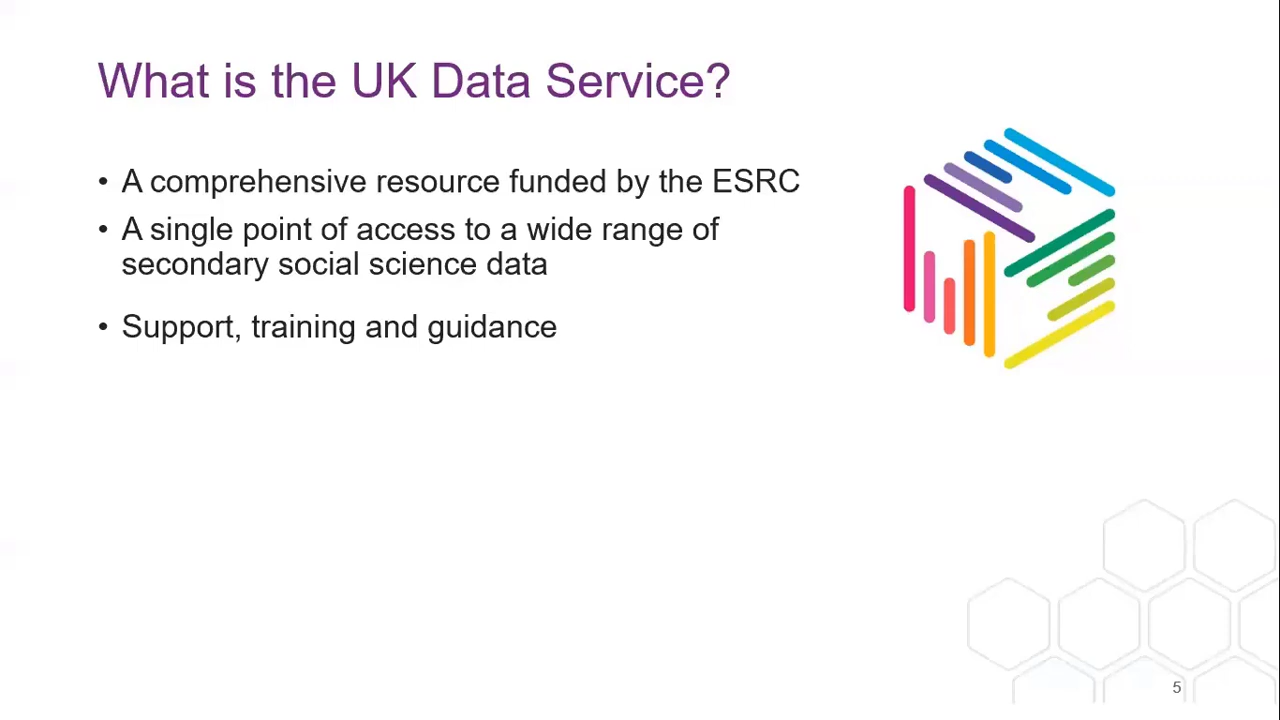 What is the UK Data Service?
• A comprehensive resource funded by the ESRC
• A single point of access to a wide range of
secondary social science data
• Support, training and guidance
5